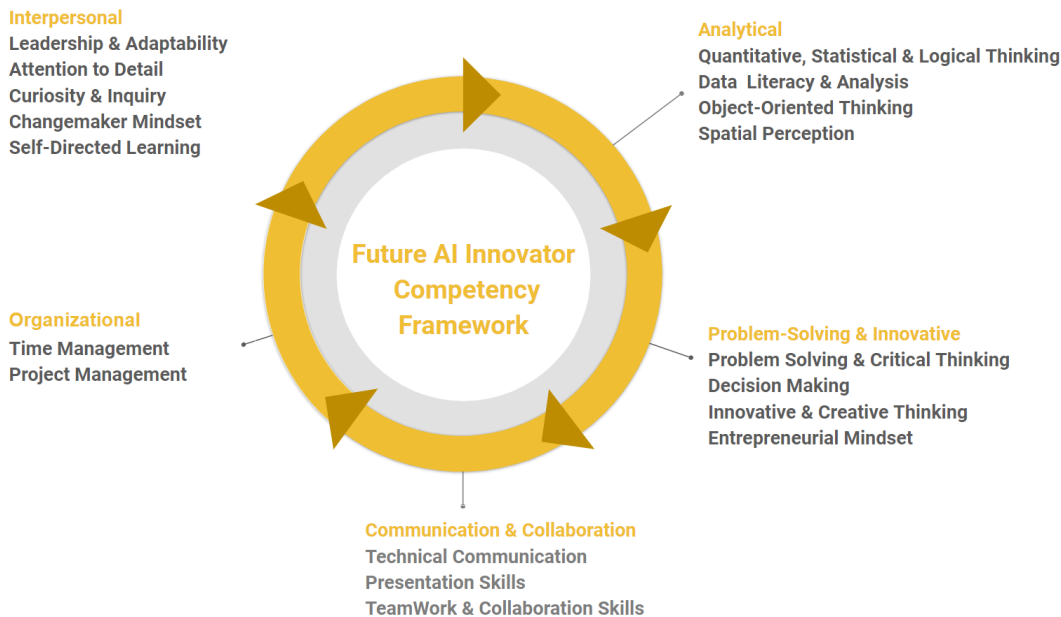 Interpersonal
Leadership & Adaptability
Attention to Detail
Curiosity & Inquiry
Changemaker Mindset
Self-Directed Learning
Analytical
Quantitative, Statistical & Logical Thinking
Data Literacy & Analysis
Object-Oriented Thinking
Spatial Perception
Future AI Innovator
Competency
Framework
Organizational
Time Management
Project Management
Problem-Solving & Innovative
Problem Solving & Critical Thinking
Decision Making
Innovative & Creative Thinking
Entrepreneurial Mindset
Communication & Collaboration
Technical Communication
Presentation Skills
TeamWork & Collaboration Skills